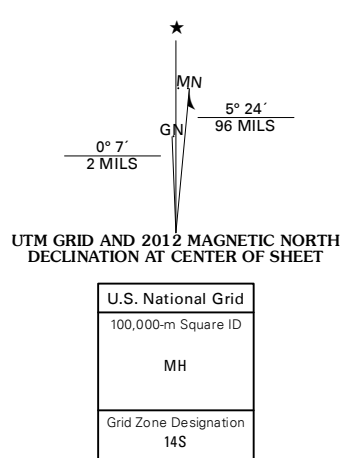 MN
GN
5° 24´
96 MILS
0° 7´
2 MILS
UTM GRID AND 2012 MAGNETIC NORTH
DECLINATION AT CENTER OF SHEET
U.S. National Grid
100,000-m Square ID
MH
Grid Zone Designation
14S